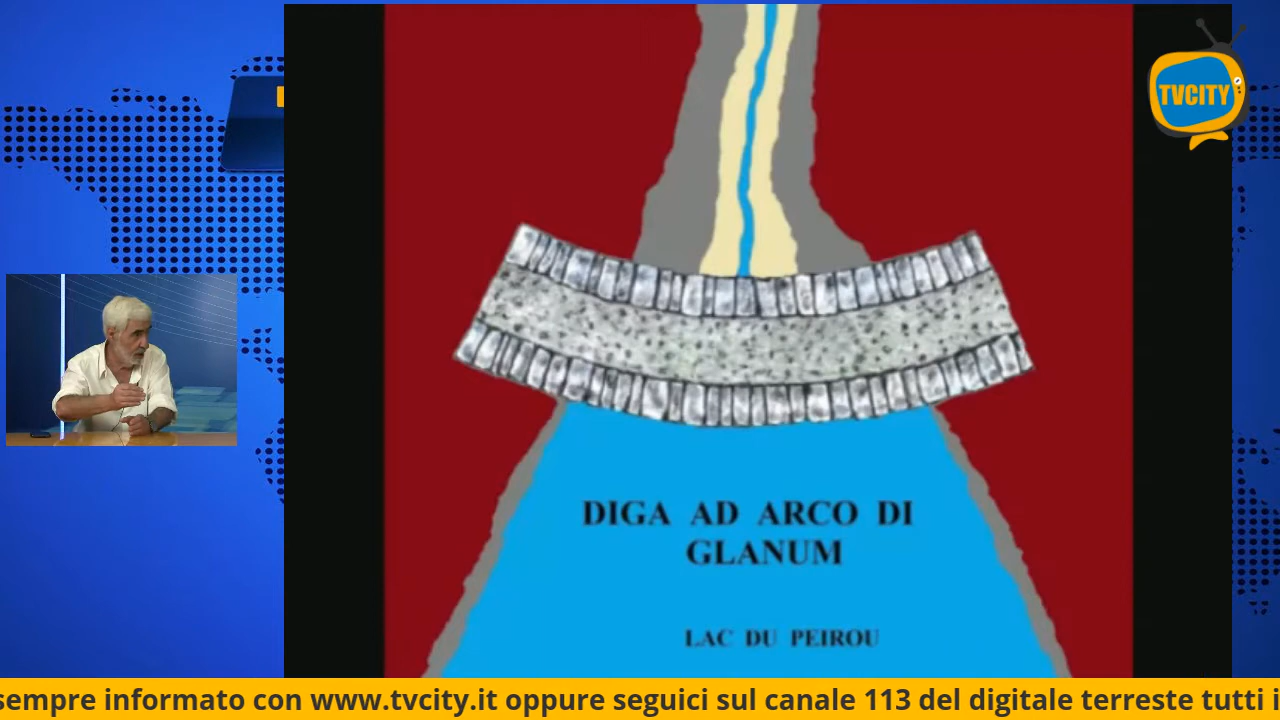 TVCITY
DIGA AD ARCO DI
GLANUM
LAC DU PEIROU
sempre informato con www.tvcity.it oppure seguici sul canale 113 del digitale terreste tutti i